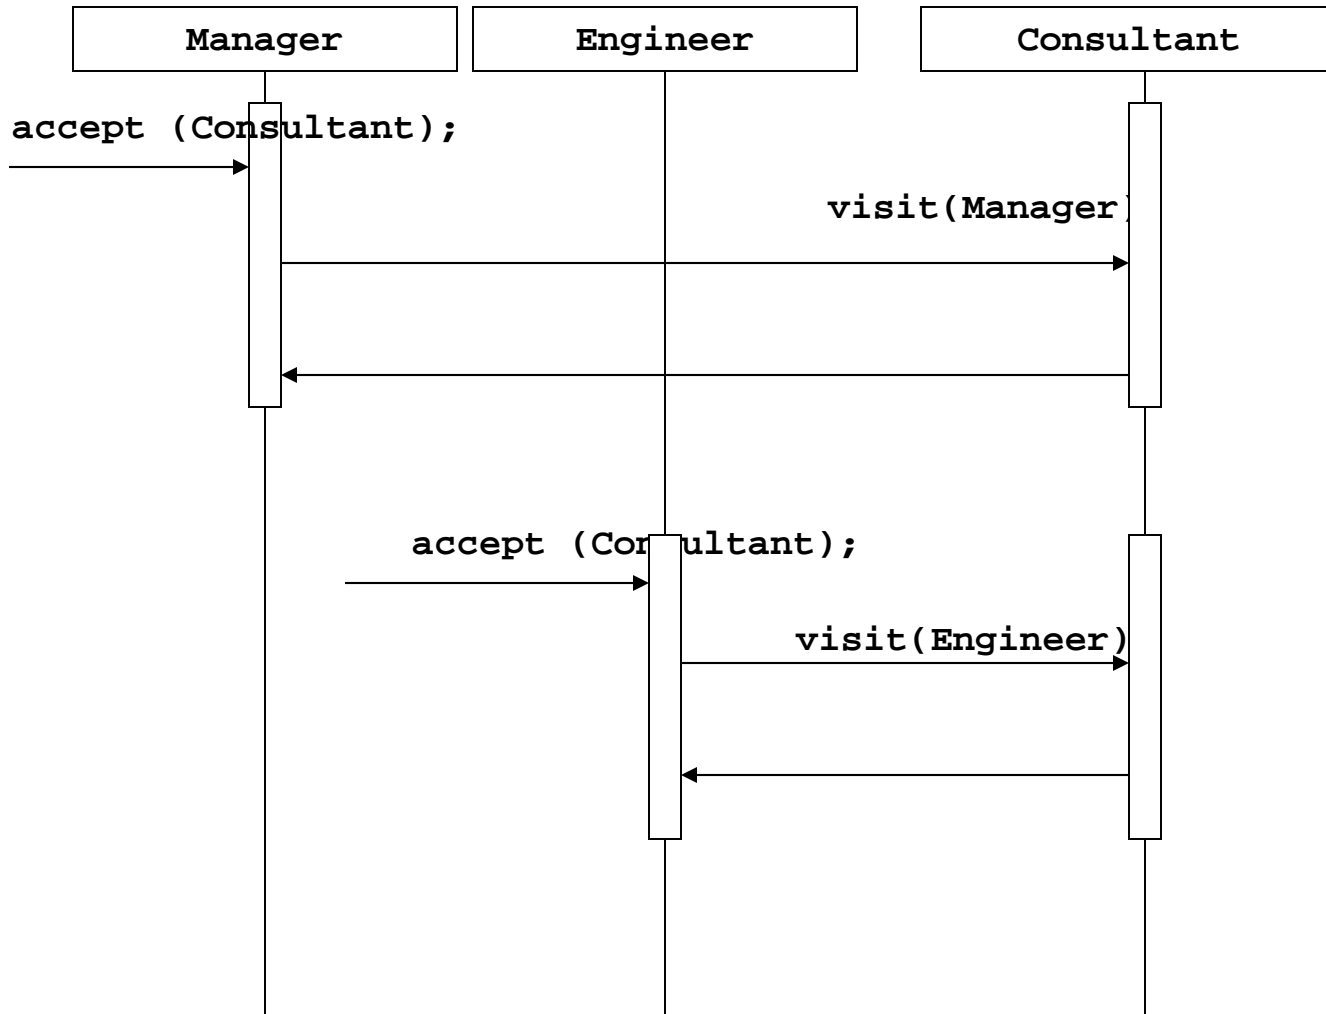 Manager
Engineer
Consultant
accept (Consultant);
visit(Manager)
accept (Consultant);
visit(Engineer)